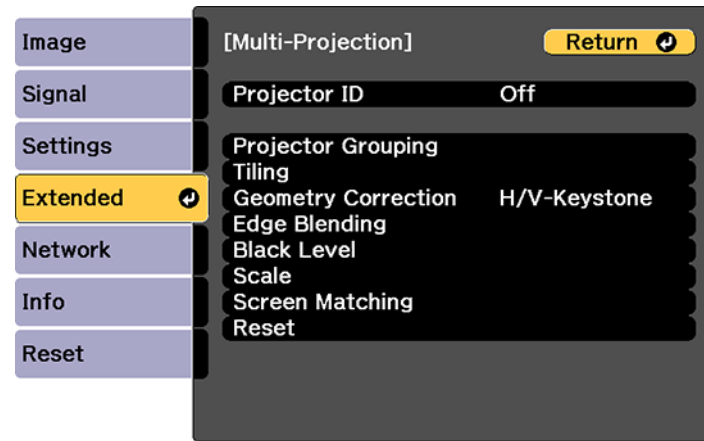 Image
Signal
Settings
Extended
Network
Info
Reset
[Multi-Projection]
Return
Projector ID Off
Projector Grouping
Tiling
Geometry Correction H/V-Keystone
Edge Blending
Black Level
Scale
Screen Matching
Reset